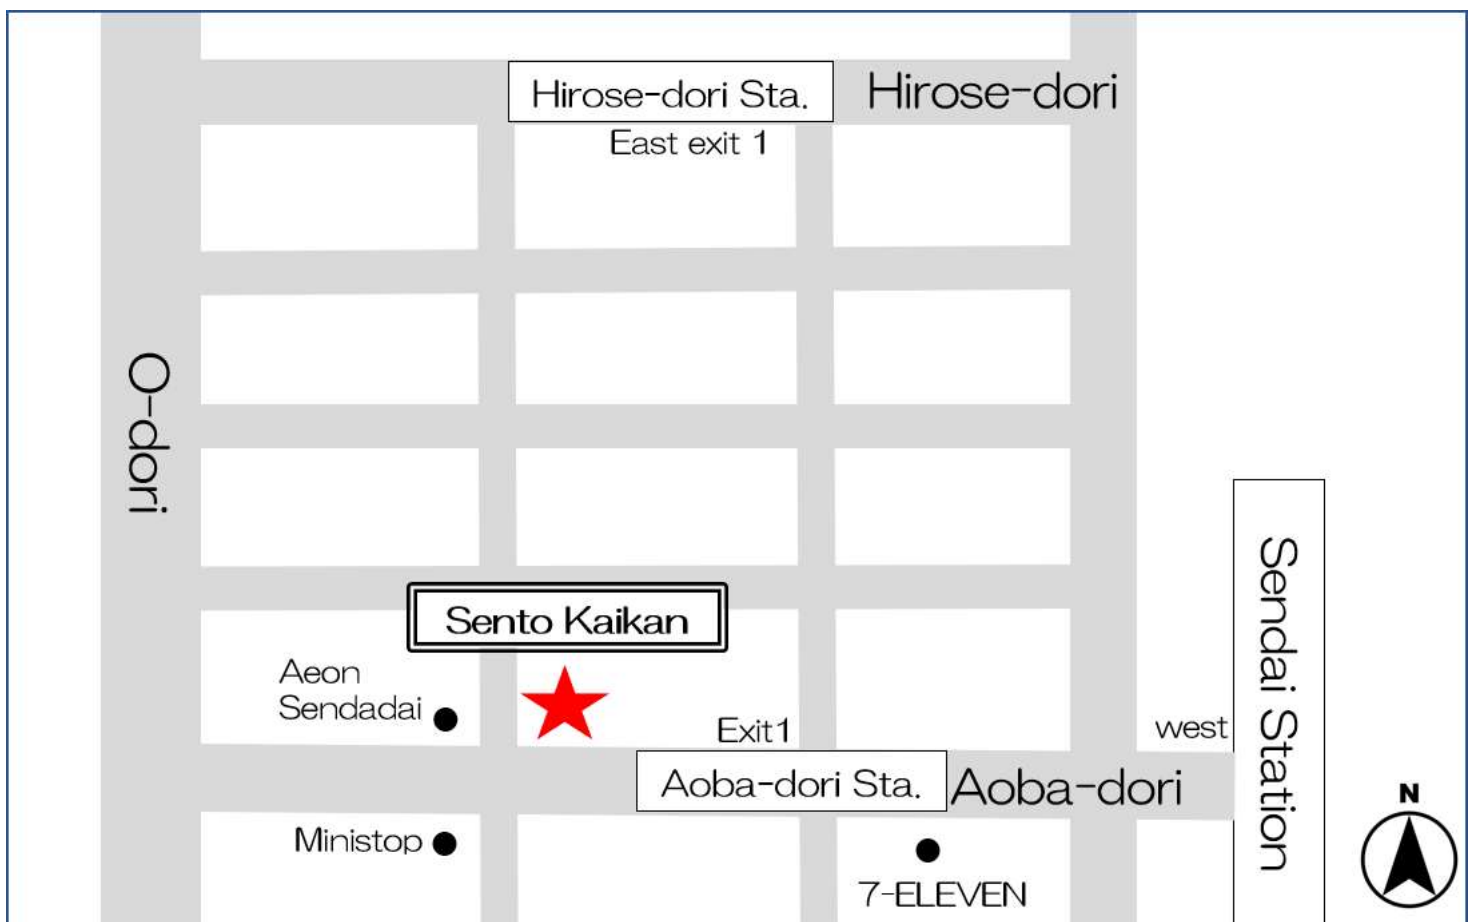 Hirose-dori Sta.
Hirose-dori
East exit 1
O-dori
Sento Kaikan
Aeon
Sendadai
Exit1
west
Sendai Station
Aoba-dori Sta.
Aoba-dori
N
Ministop
7-ELEVEN